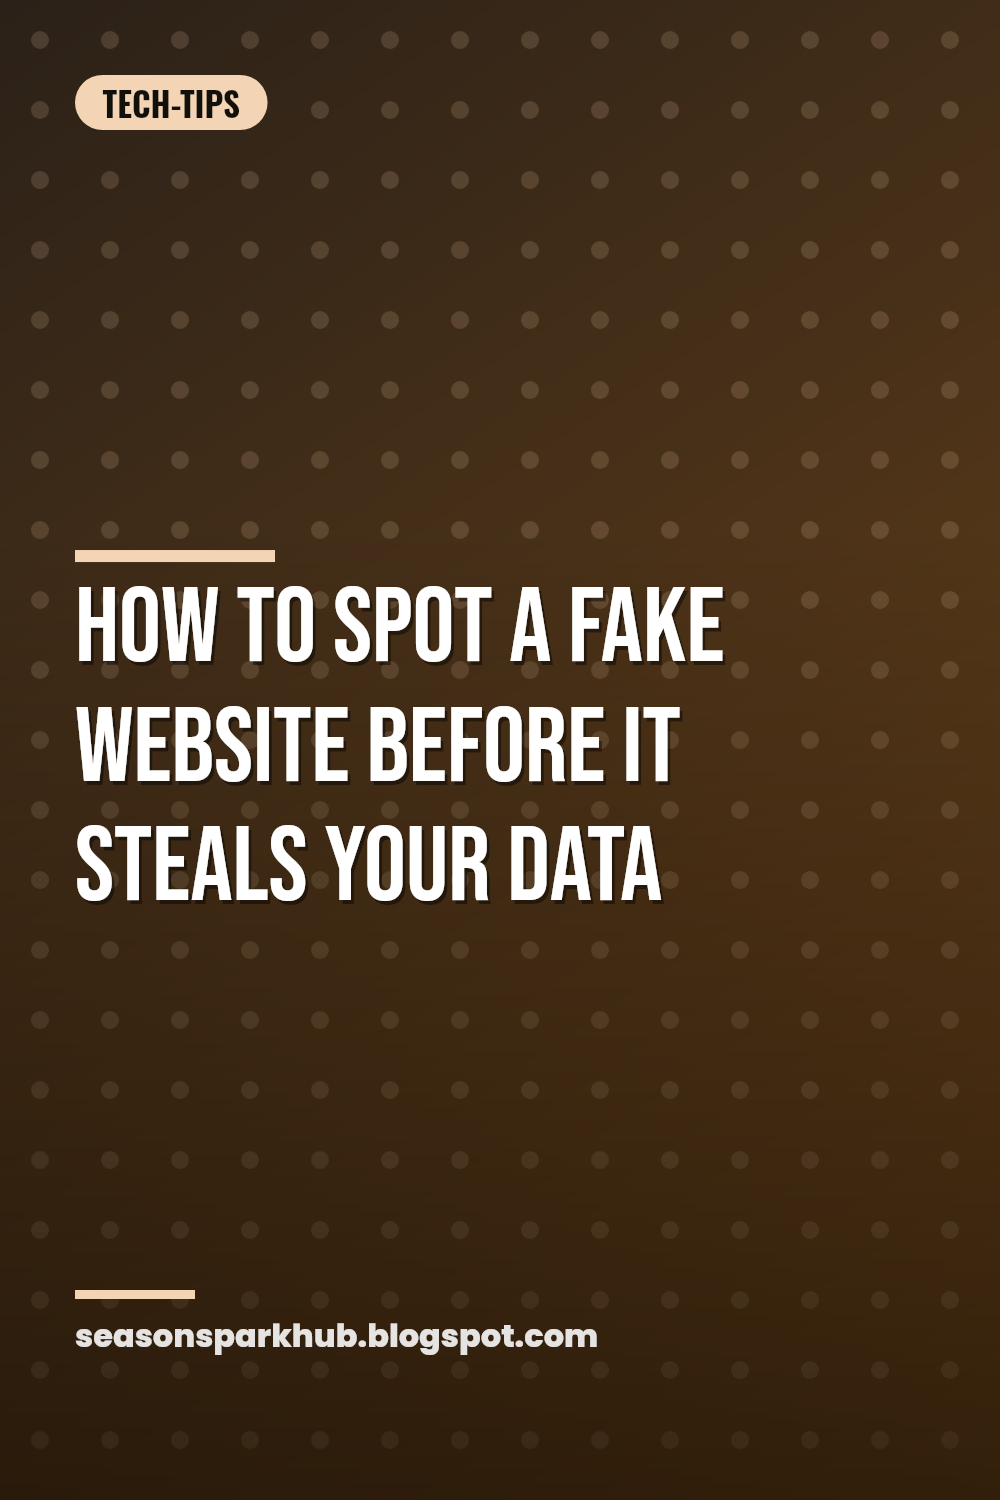 TECH-TIPS
HOW TO SPOT A FAKE
WEBSITE BEFORE IT
STEALS YOUR DATA
seasonsparkhub.blogspot.com